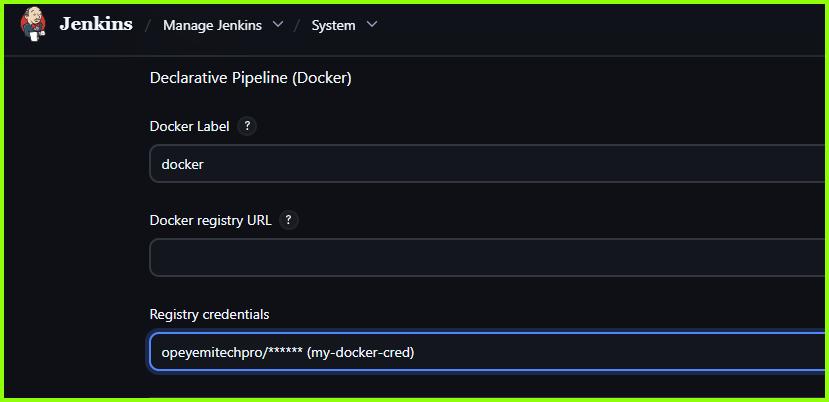 Jenkins / Manage Jenkins / System
Declarative Pipeline (Docker)
Docker Label ?
docker
Docker registry URL ?
Registry credentials
opeyemitechpro/****** (my-docker-cred)